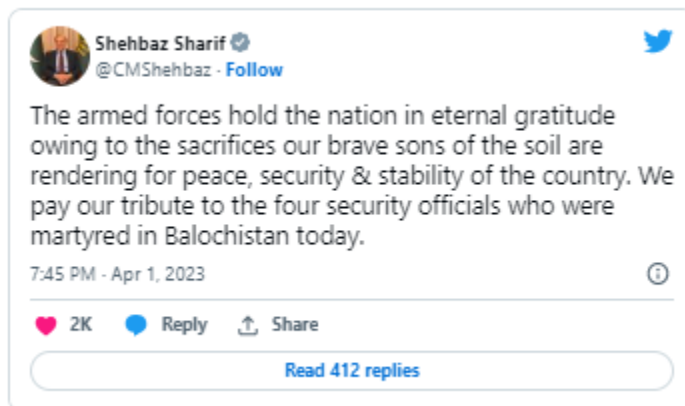 Shehbaz Sharif
@CMShehbaz · Follow
The armed forces hold the nation in eternal gratitude
owing to the sacrifices our brave sons of the soil are
rendering for peace, security & stability of the country. We
pay our tribute to the four security officials who were
martyred in Balochistan today.
7:45 PM · Apr 1, 2023
2K Reply Share
Read 412 replies